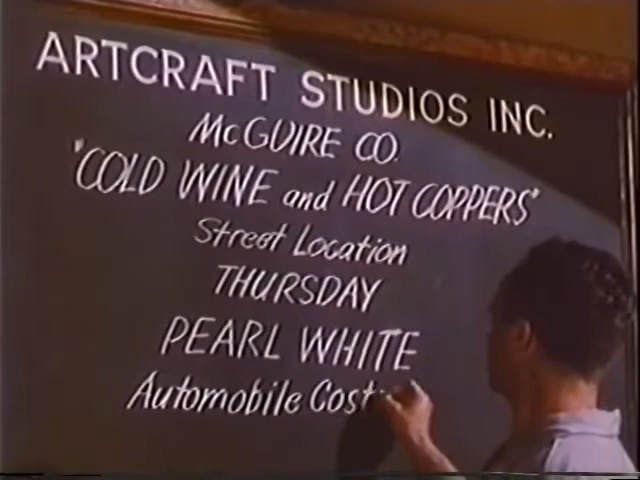 ARTCRAFT STUDIOS INC.
McGUIRE CO.
"COLD WINE and HOT COPPERS"
Street Location
THURSDAY
PEARL WHITE
Automobile Cost